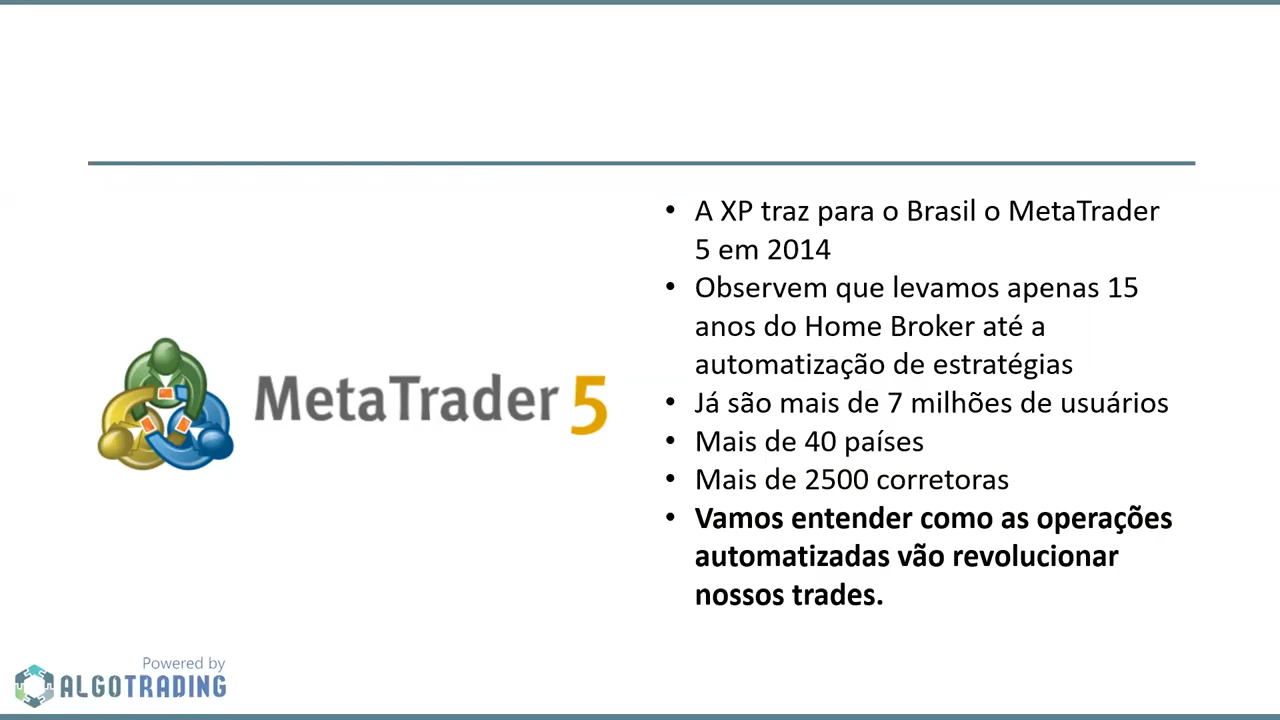 • A XP traz para o Brasil o MetaTrader
5 em 2014
• Observem que levamos apenas 15
anos do Home Broker até a
automatização de estratégias
• Já são mais de 7 milhões de usuários
• Mais de 40 países
• Mais de 2500 corretoras
• Vamos entender como as operações
automatizadas vão revolucionar
nossos trades.
MetaTrader 5
Powered by
ALGOTRADING